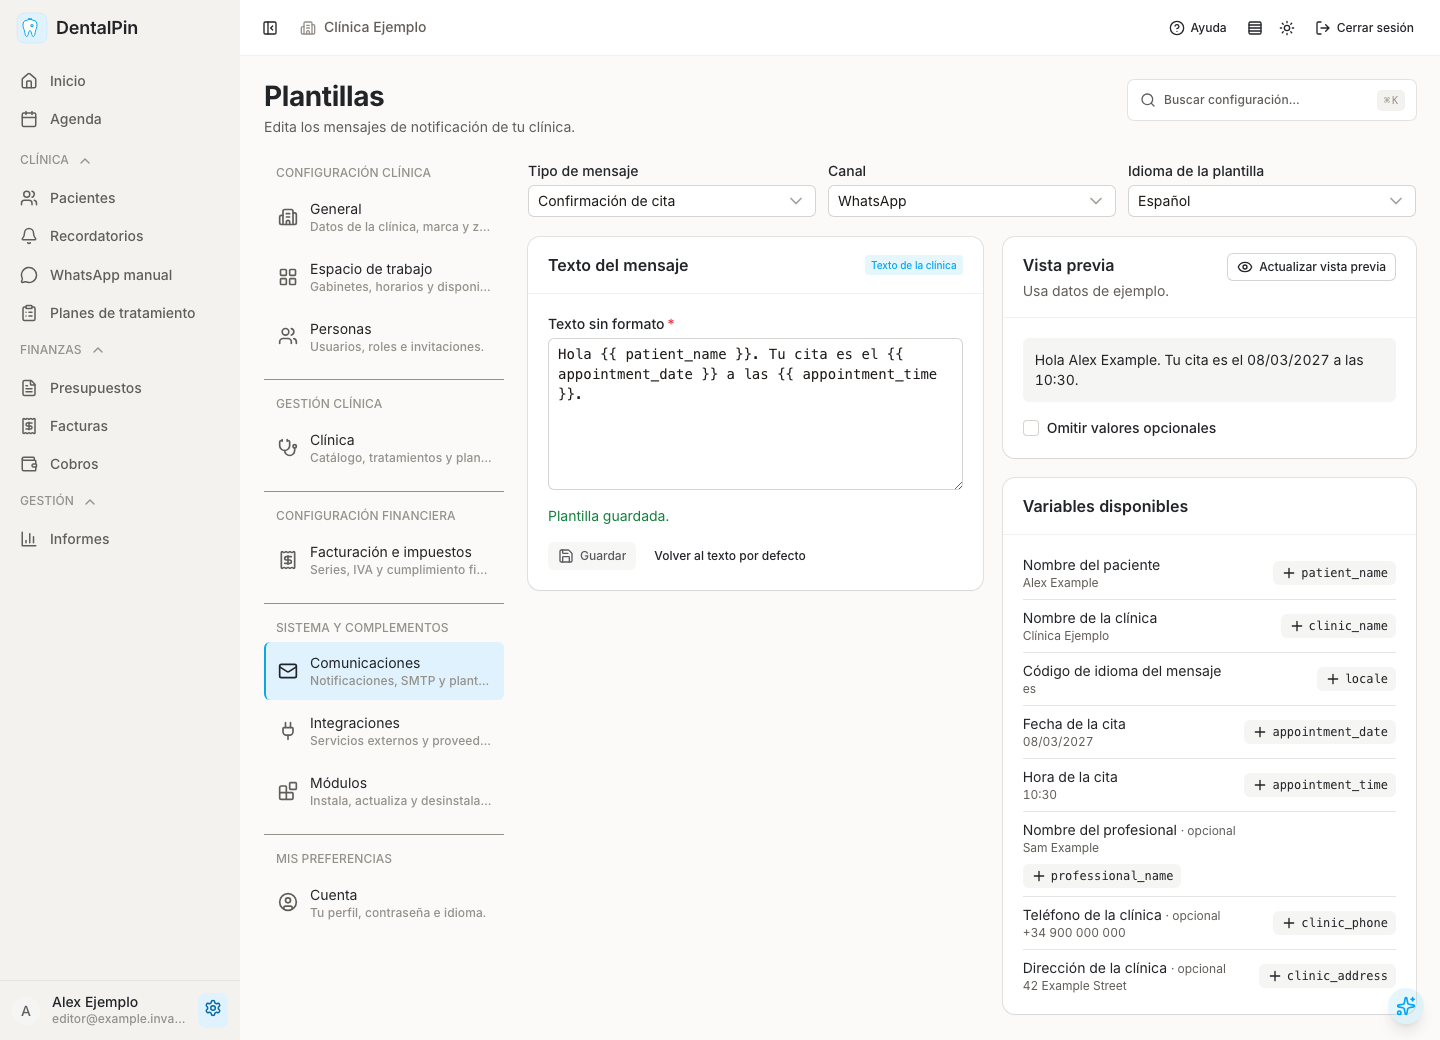 DentalPin
Inicio
Agenda
CLÍNICA
Pacientes
Recordatorios
WhatsApp manual
Planes de tratamiento
FINANZAS
Presupuestos
Facturas
Cobros
GESTIÓN
Informes
A
Alex Ejemplo
editor@example.inva...
Clínica Ejemplo
Ayuda
Cerrar sesión
Plantillas
Edita los mensajes de notificación de tu clínica.
Buscar configuración...
⌘K
CONFIGURACIÓN CLÍNICA
General
Datos de la clínica, marca y z...
Espacio de trabajo
Gabinetes, horarios y disponi...
Personas
Usuarios, roles e invitaciones.
GESTIÓN CLÍNICA
Clínica
Catálogo, tratamientos y plan...
CONFIGURACIÓN FINANCIERA
Facturación e impuestos
Series, IVA y cumplimiento fi...
SISTEMA Y COMPLEMENTOS
Comunicaciones
Notificaciones, SMTP y plant...
Integraciones
Servicios externos y proveed...
Módulos
Instala, actualiza y desinstala...
MIS PREFERENCIAS
Cuenta
Tu perfil, contraseña e idioma.
Tipo de mensaje
Confirmación de cita
Canal
WhatsApp
Idioma de la plantilla
Español
Texto del mensaje
Texto de la clínica
Texto sin formato *
Hola {{ patient_name }}. Tu cita es el {{
appointment_date }} a las {{ appointment_time
}}.
Plantilla guardada.
Guardar
Volver al texto por defecto
Vista previa
Actualizar vista previa
Usa datos de ejemplo.
Hola Alex Example. Tu cita es el 08/03/2027 a las
10:30.
Omitir valores opcionales
Variables disponibles
Nombre del paciente
Alex Example
patient_name
Nombre de la clínica
Clínica Ejemplo
clinic_name
Código de idioma del mensaje
es
locale
Fecha de la cita
08/03/2027
appointment_date
Hora de la cita
10:30
appointment_time
Nombre del profesional · opcional
Sam Example
professional_name
Teléfono de la clínica · opcional
+34 900 000 000
clinic_phone
Dirección de la clínica · opcional
42 Example Street
clinic_address